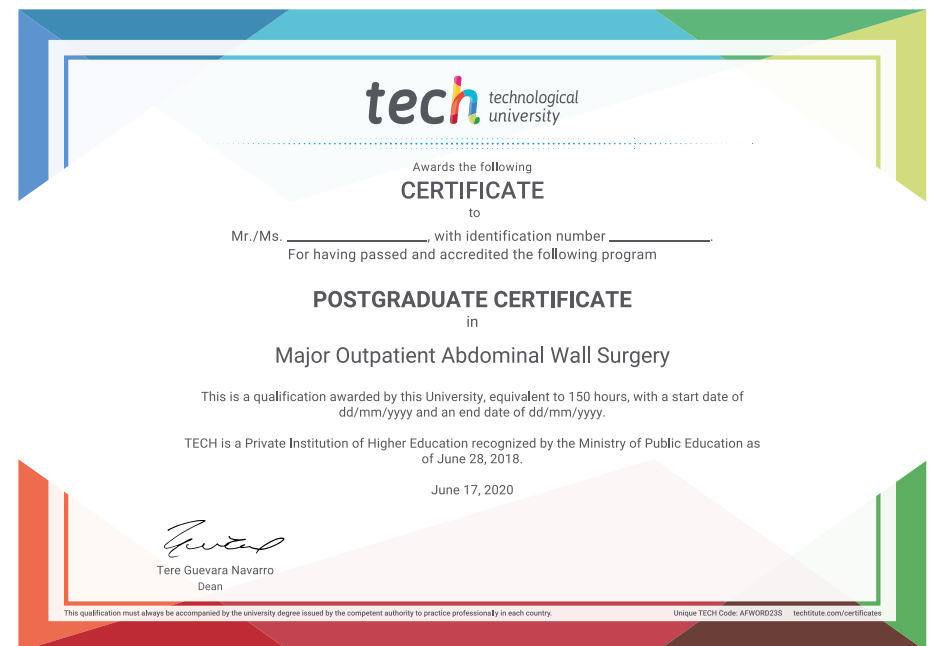 tech technological
university
Awards the following
CERTIFICATE
to
Mr./Ms. ____________________, with identification number ______________.
For having passed and accredited the following program
POSTGRADUATE CERTIFICATE
in
Major Outpatient Abdominal Wall Surgery
This is a qualification awarded by this University, equivalent to 150 hours, with a start date of
dd/mm/yyyy and an end date of dd/mm/yyyy.
TECH is a Private Institution of Higher Education recognized by the Ministry of Public Education as
of June 28, 2018.
June 17, 2020
Tere Guevara Navarro
Dean
This qualification must always be accompanied by the university degree issued by the competent authority to practice professionally in each country.
Unique TECH Code: AFWORD23S techtitute.com/certificates